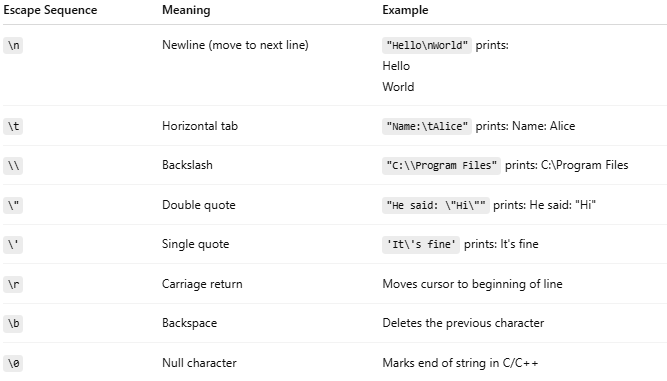 Escape Sequence Meaning Example
\n Newline (move to next line) "Hello\nWorld" prints:
Hello
World
\t Horizontal tab "Name:\tAlice" prints: Name: Alice
\\ Backslash "C:\\Program Files" prints: C:\Program Files
\" Double quote "He said: \"Hi\"" prints: He said: "Hi"
\' Single quote 'It\'s fine' prints: It's fine
\r Carriage return Moves cursor to beginning of line
\b Backspace Deletes the previous character
\0 Null character Marks end of string in C/C++